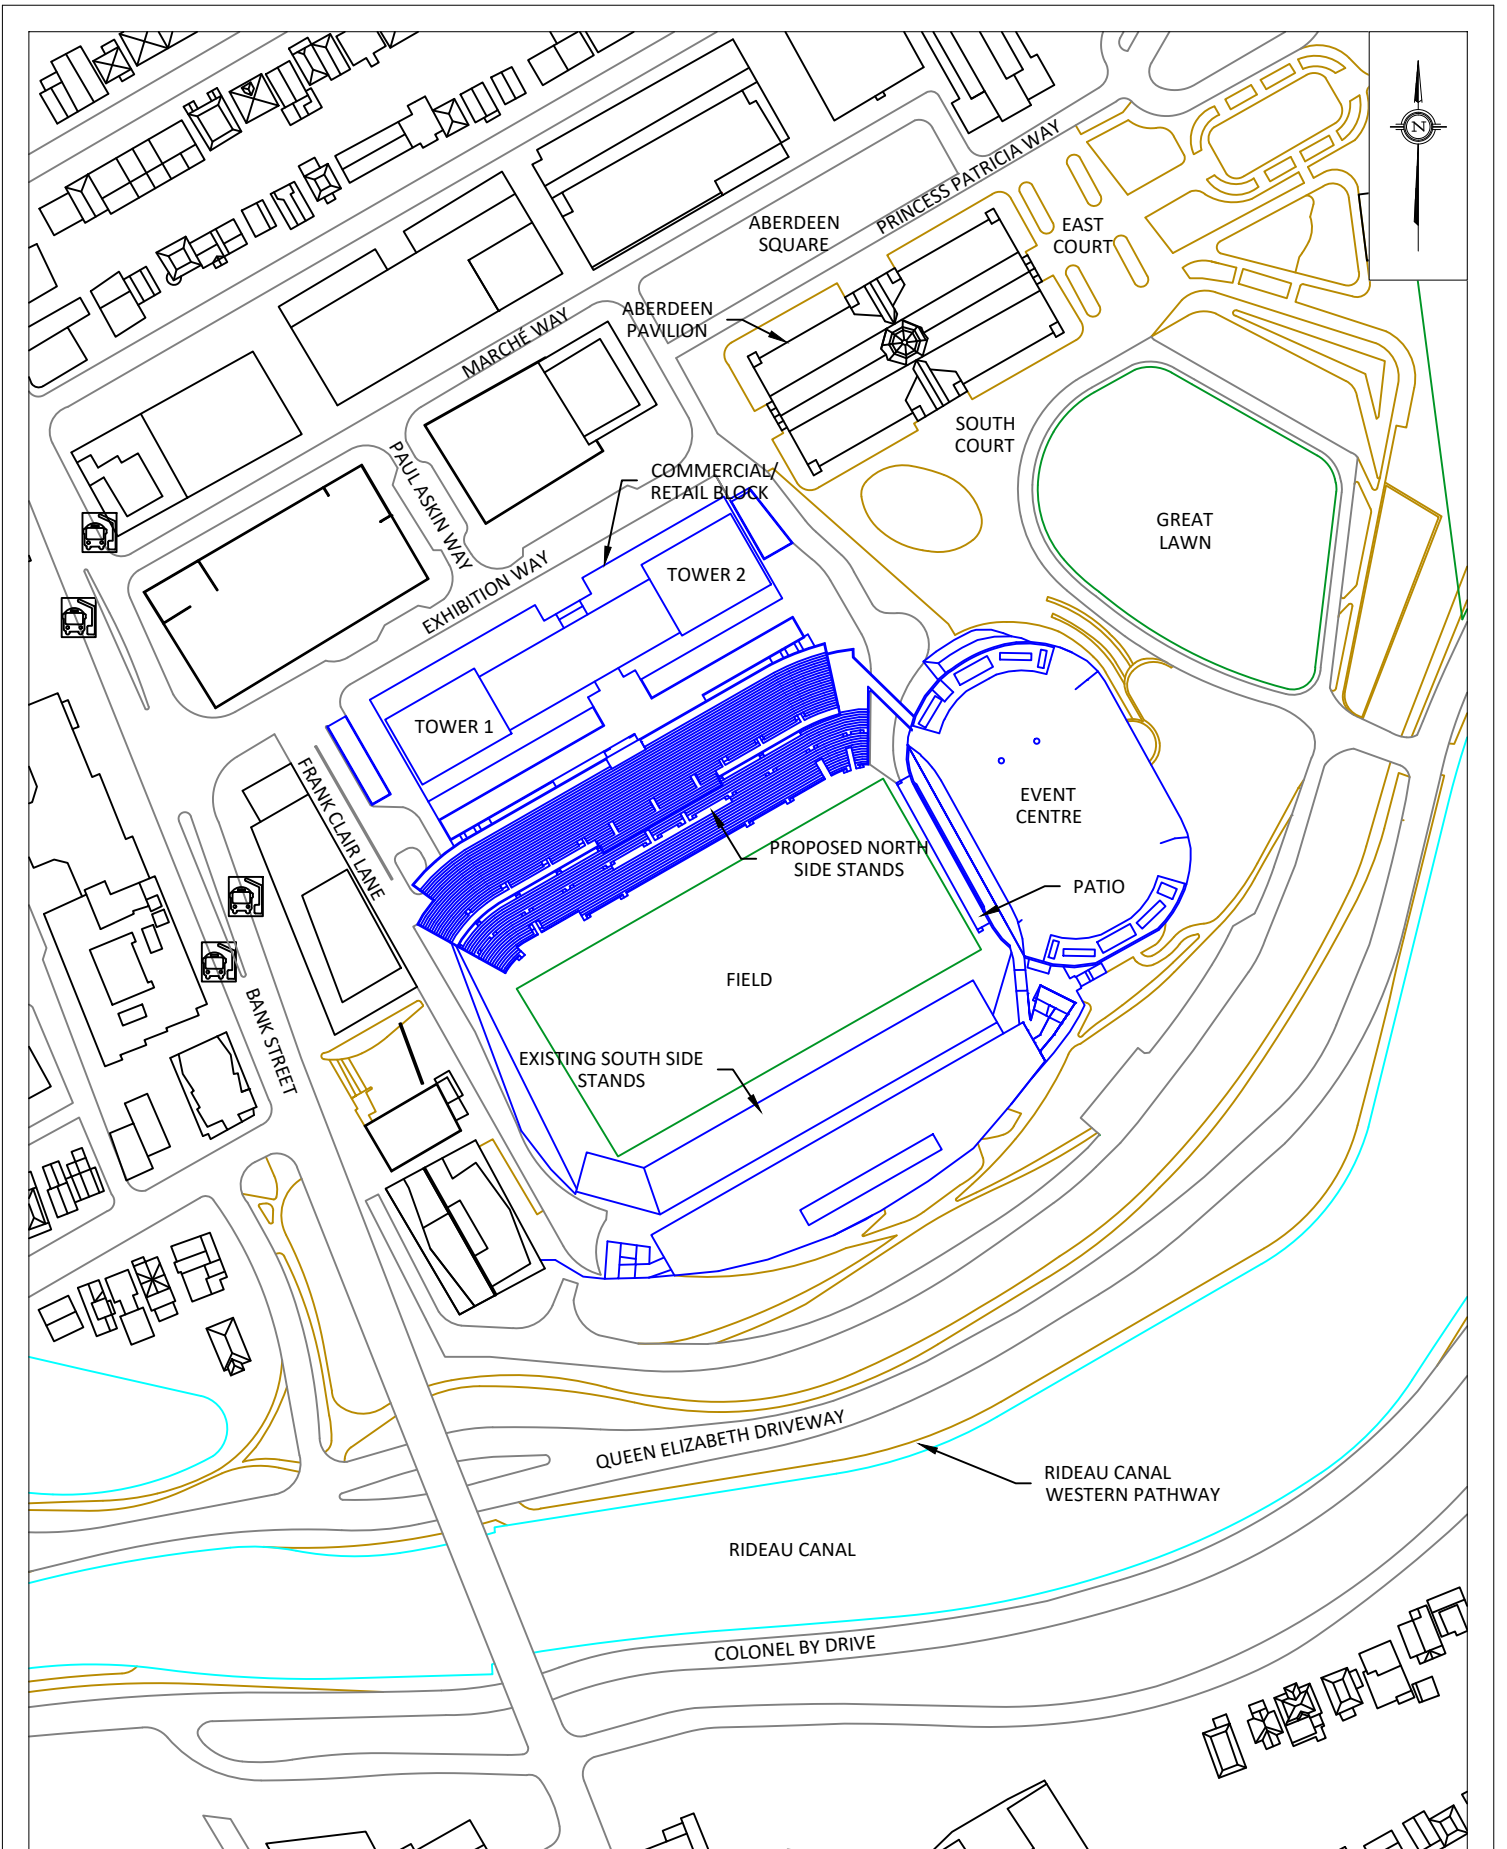 N
PRINCESS PATRICIA WAY
ABERDEEN
SQUARE
EAST
COURT
ABERDEEN
PAVILION
MARCHÉ WAY
SOUTH
COURT
PAUL ASKIN WAY
COMMERCIAL/
RETAIL BLOCK
GREAT
LAWN
EXHIBITION WAY
TOWER 2
TOWER 1
FRANK CLAIR LANE
EVENT
CENTRE
PROPOSED NORTH
SIDE STANDS
PATIO
FIELD
BANK STREET
EXISTING SOUTH SIDE
STANDS
QUEEN ELIZABETH DRIVEWAY
RIDEAU CANAL
WESTERN PATHWAY
RIDEAU CANAL
COLONEL BY DRIVE